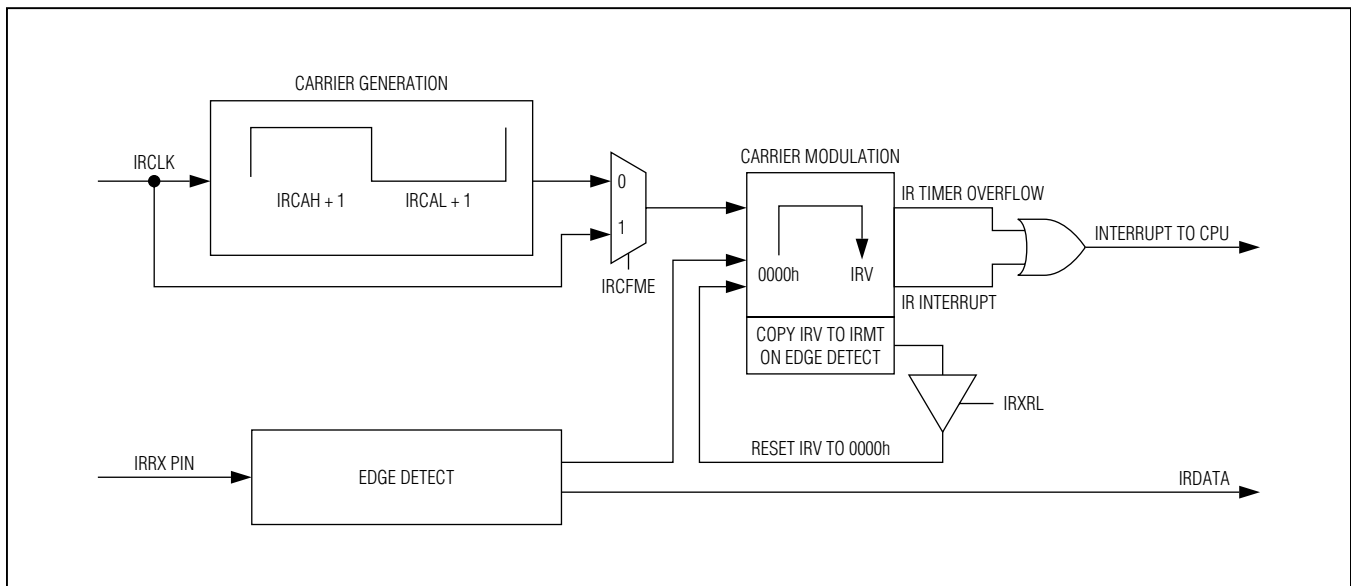 CARRIER GENERATION
IRCLK
IRCAH + 1
IRCAL + 1
0
1
IRCFME
CARRIER MODULATION
0000h
IRV
IR TIMER OVERFLOW
INTERRUPT TO CPU
IR INTERRUPT
COPY IRV TO IRMT
ON EDGE DETECT
IRXRL
RESET IRV TO 0000h
IRRX PIN
EDGE DETECT
IRDATA